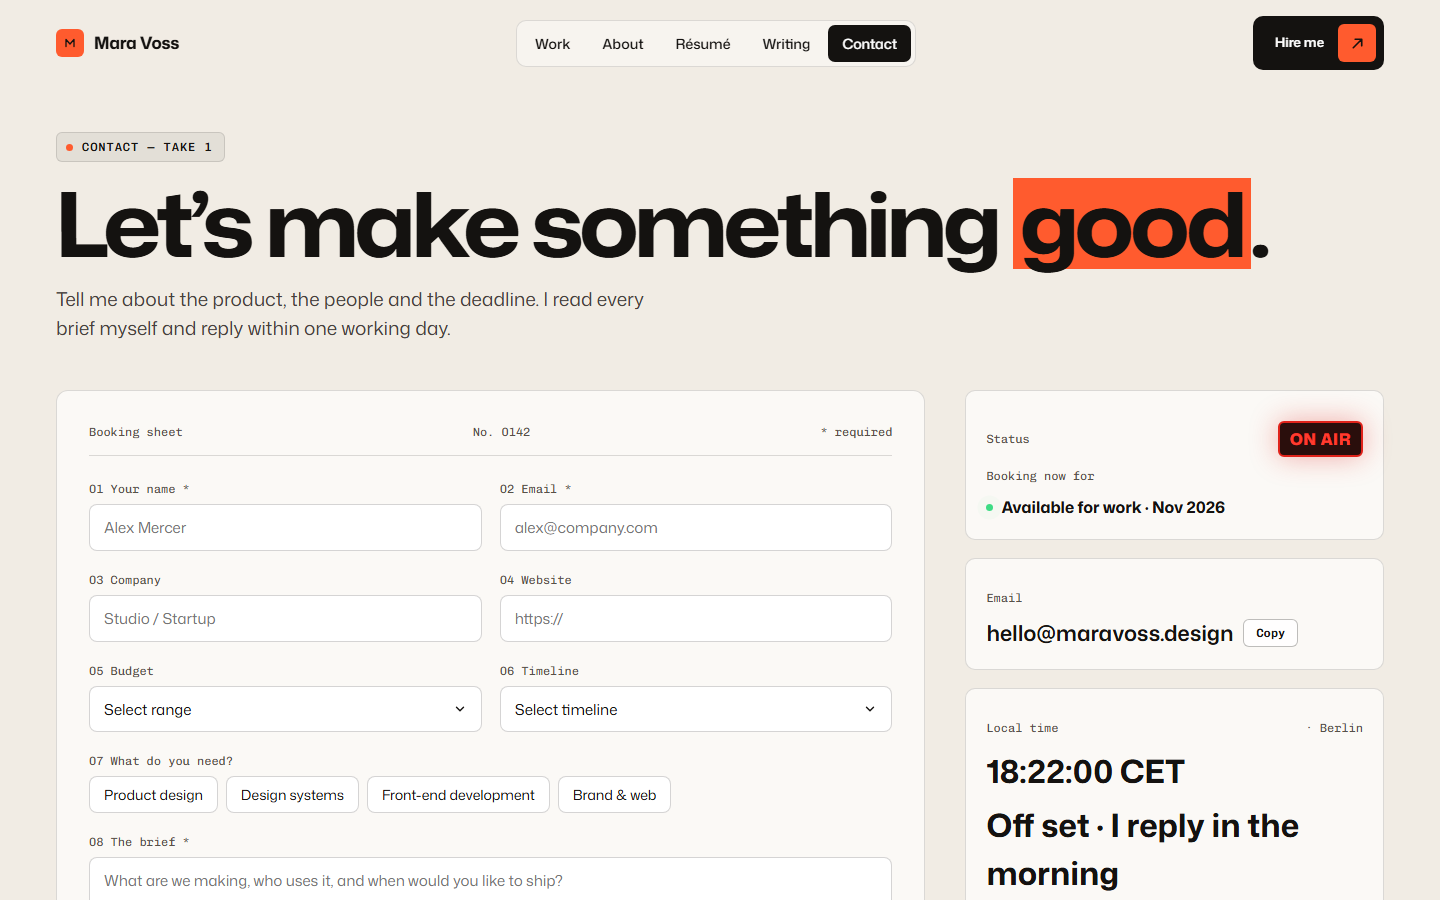 M Mara Voss
Work About Résumé Writing Contact
Hire me
CONTACT — TAKE 1
Let’s make something good.
Tell me about the product, the people and the deadline. I read every
brief myself and reply within one working day.
Booking sheet No. 0142 * required
01 Your name * 02 Email *
Alex Mercer alex@company.com
03 Company 04 Website
Studio / Startup https://
05 Budget 06 Timeline
Select range Select timeline
07 What do you need?
Product design Design systems Front-end development Brand & web
08 The brief *
What are we making, who uses it, and when would you like to ship?
Status ON AIR
Booking now for
Available for work · Nov 2026
Email
hello@maravoss.design Copy
Local time · Berlin
18:22:00 CET
Off set · I reply in the
morning